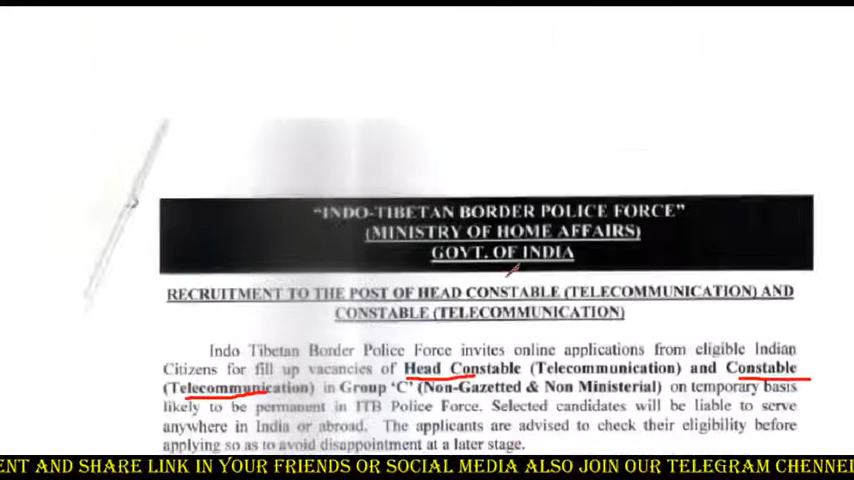 “INDO-TIBETAN BORDER POLICE FORCE”
(MINISTRY OF HOME AFFAIRS)
GOVT. OF INDIA
RECRUITMENT TO THE POST OF HEAD CONSTABLE (TELECOMMUNICATION) AND
CONSTABLE (TELECOMMUNICATION)
Indo Tibetan Border Police Force invites online applications from eligible Indian
Citizens for fill up vacancies of Head Constable (Telecommunication) and Constable
(Telecommunication) in Group ‘C’ (Non-Gazetted & Non Ministerial) on temporary basis
likely to be permanent in ITB Police Force. Selected candidates will be liable to serve
anywhere in India or abroad. The applicants are advised to check their eligibility before
applying so as to avoid disappointment at a later stage.
ENT AND SHARE LINK IN YOUR FRIENDS OR SOCIAL MEDIA ALSO JOIN OUR TELEGRAM CHENNEL